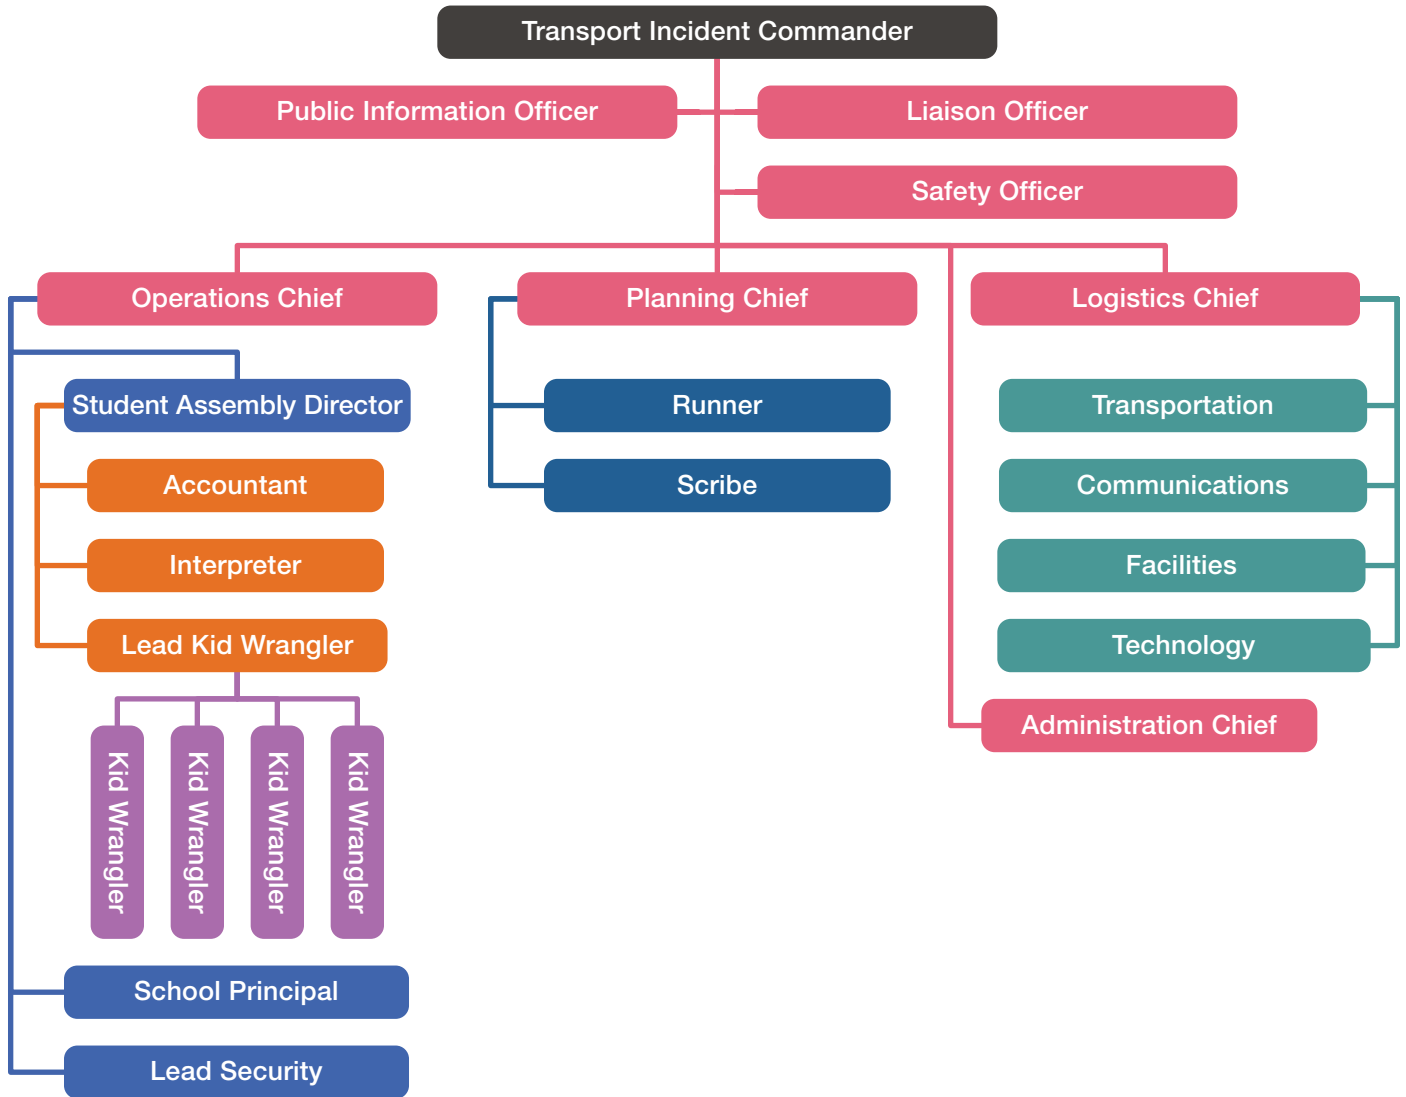 Transport Incident Commander
Public Information Officer
Liaison Officer
Safety Officer
Operations Chief
Planning Chief
Logistics Chief
Student Assembly Director
Runner
Transportation
Accountant
Scribe
Communications
Interpreter
Facilities
Lead Kid Wrangler
Technology
Administration Chief
Kid Wrangler
Kid Wrangler
Kid Wrangler
Kid Wrangler
School Principal
Lead Security